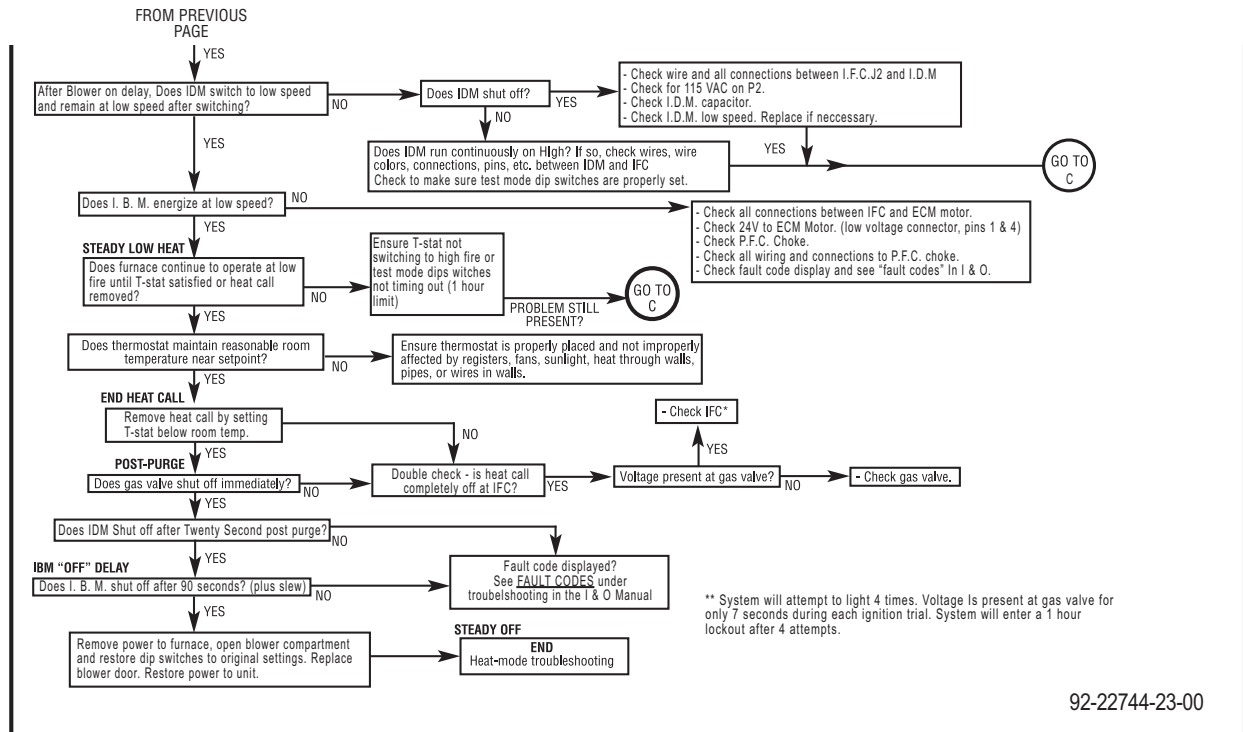 FROM PREVIOUS
PAGE
YES
After Blower on delay, Does IDM switch to low speed
and remain at low speed after switching?
NO
Does IDM shut off?
YES
- Check wire and all connections between I.F.C.J2 and I.D.M
- Check for 115 VAC on P2.
- Check I.D.M. capacitor.
- Check I.D.M. low speed. Replace if neccessary.
NO
YES
Does IDM run continuously on High? If so, check wires, wire
colors, connections, pins, etc. between IDM and IFC
Check to make sure test mode dip switches are properly set.
YES
GO TO
C
Does I. B. M. energize at low speed?
NO
- Check all connections between IFC and ECM motor.
- Check 24V to ECM Motor. (low voltage connector, pins 1 & 4)
- Check P.F.C. Choke.
- Check all wiring and connections to P.F.C. choke.
- Check fault code display and see "fault codes" In I & O.
YES
STEADY LOW HEAT
Does furnace continue to operate at low
fire until T-stat satisfied or heat call
removed?
NO
Ensure T-stat not
switching to high fire or
test mode dips witches
not timing out (1 hour
limit)
PROBLEM STILL
PRESENT?
GO TO
C
YES
Does thermostat maintain reasonable room
temperature near setpoint?
NO
Ensure thermostat is properly placed and not improperly
affected by registers, fans, sunlight, heat through walls,
pipes, or wires in walls.
YES
END HEAT CALL
Remove heat call by setting
T-stat below room temp.
NO
- Check IFC*
YES
YES
POST-PURGE
Does gas valve shut off immediately?
NO
Double check - is heat call
completely off at IFC?
YES
Voltage present at gas valve?
NO
- Check gas valve.
YES
Does IDM Shut off after Twenty Second post purge?
NO
YES
IBM "OFF" DELAY
Does I. B. M. shut off after 90 seconds? (plus slew)
NO
Fault code displayed?
See FAULT CODES under
troubelshooting in the I & O Manual
** System will attempt to light 4 times. Voltage Is present at gas valve for
only 7 seconds during each ignition trial. System will enter a 1 hour
lockout after 4 attempts.
YES
Remove power to furnace, open blower compartment
and restore dip switches to original settings. Replace
blower door. Restore power to unit.
STEADY OFF
END
Heat-mode troubleshooting
92-22744-23-00